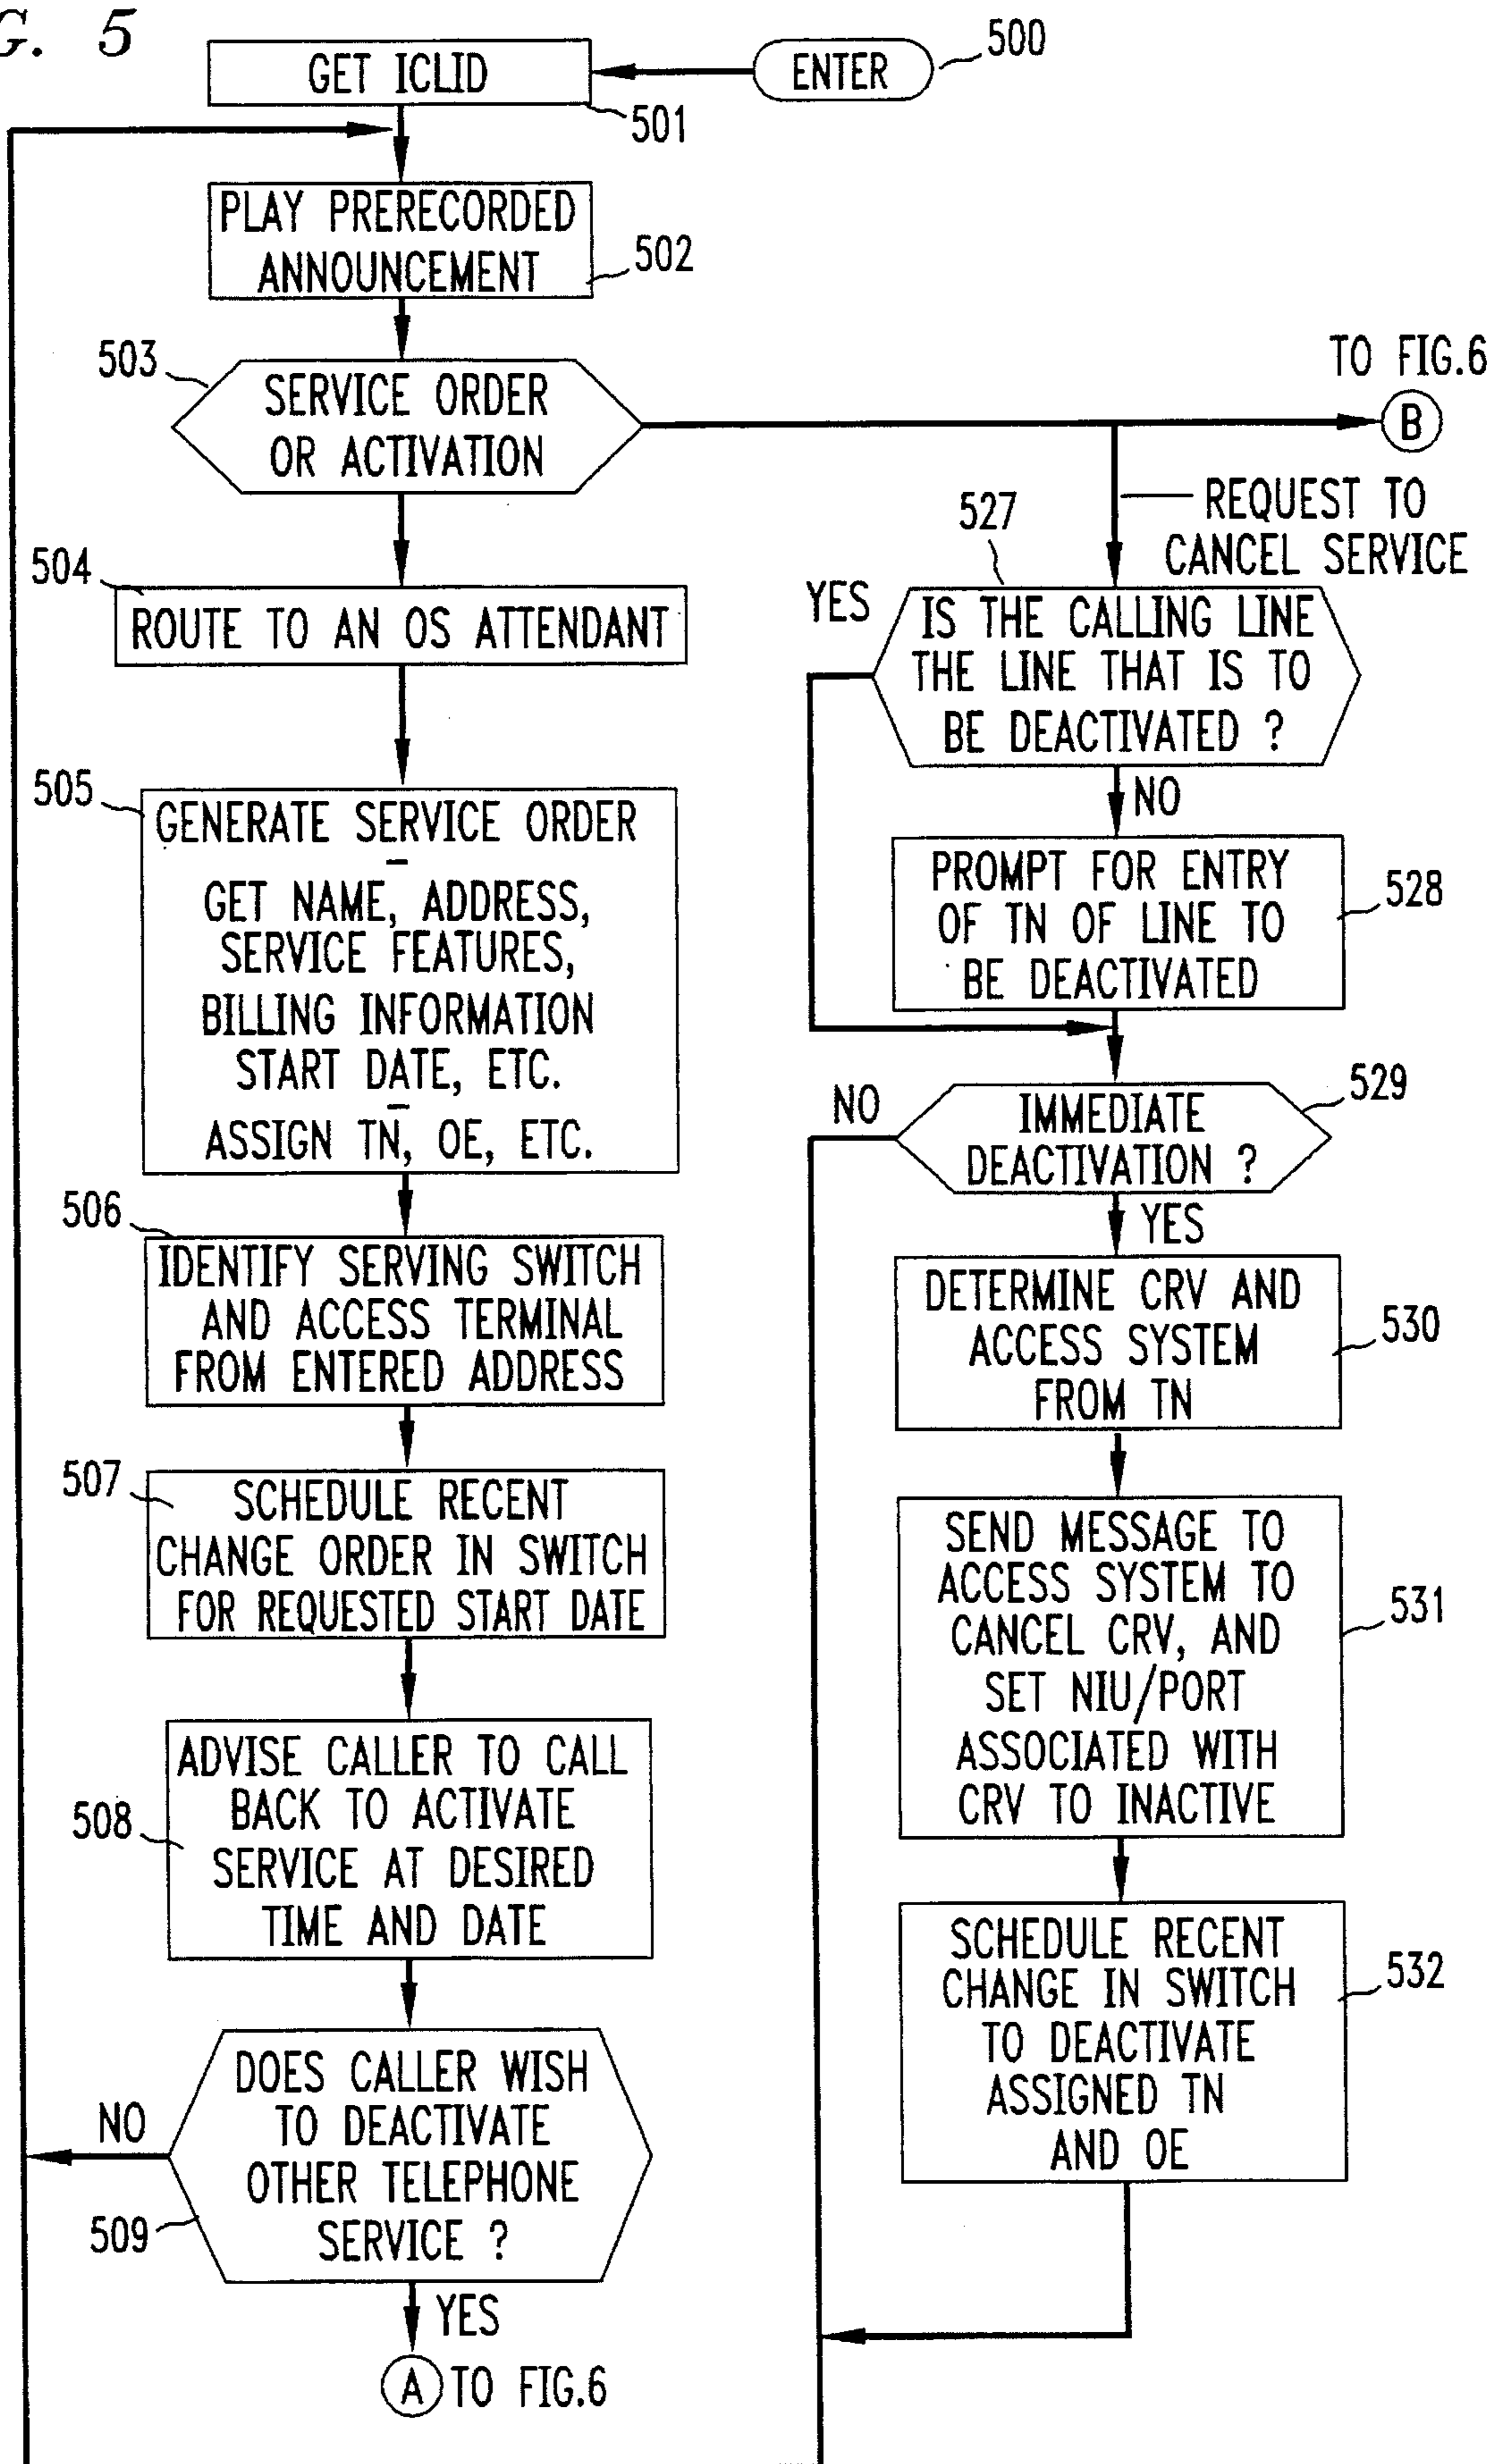 G. 5
GET ICLID
ENTER
500
501
PLAY PRERECORDED
ANNOUNCEMENT
502
503
SERVICE ORDER
OR ACTIVATION
TO FIG.6
B
REQUEST TO
CANCEL SERVICE
504
ROUTE TO AN OS ATTENDANT
505
GENERATE SERVICE ORDER
–
GET NAME, ADDRESS,
SERVICE FEATURES,
BILLING INFORMATION
START DATE, ETC.
–
ASSIGN TN, OE, ETC.
506
IDENTIFY SERVING SWITCH
AND ACCESS TERMINAL
FROM ENTERED ADDRESS
507
SCHEDULE RECENT
CHANGE ORDER IN SWITCH
FOR REQUESTED START DATE
508
ADVISE CALLER TO CALL
BACK TO ACTIVATE
SERVICE AT DESIRED
TIME AND DATE
509
DOES CALLER WISH
TO DEACTIVATE
OTHER TELEPHONE
SERVICE ?
NO
YES
A TO FIG.6
527
IS THE CALLING LINE
THE LINE THAT IS TO
BE DEACTIVATED ?
YES
NO
PROMPT FOR ENTRY
OF TN OF LINE TO
BE DEACTIVATED
528
529
IMMEDIATE
DEACTIVATION ?
NO
YES
DETERMINE CRV AND
ACCESS SYSTEM
FROM TN
530
SEND MESSAGE TO
ACCESS SYSTEM TO
CANCEL CRV, AND
SET NIU/PORT
ASSOCIATED WITH
CRV TO INACTIVE
531
SCHEDULE RECENT
CHANGE IN SWITCH
TO DEACTIVATE
ASSIGNED TN
AND OE
532